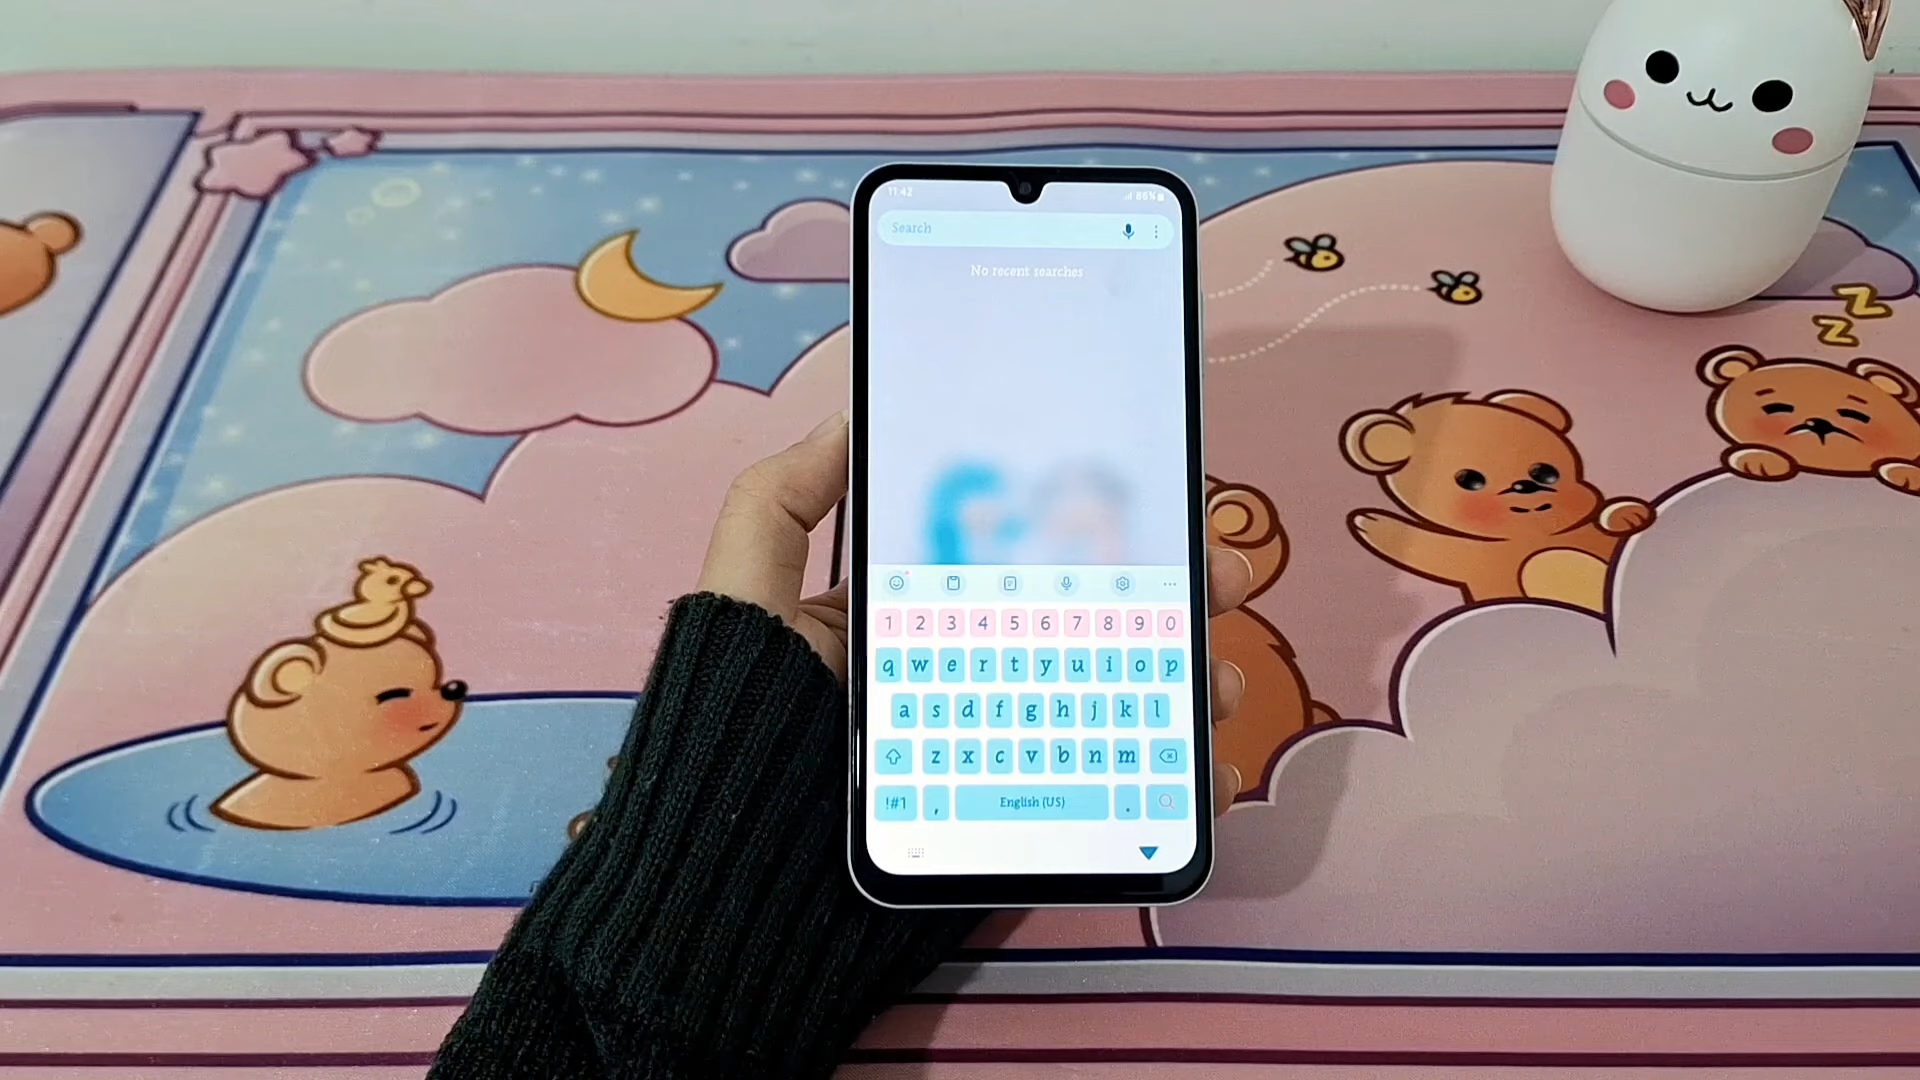 11:42 86%
Search
No recent searches
1 2 3 4 5 6 7 8 9 0
q w e r t y u i o p
a s d f g h j k l
z x c v b n m
!#1 , English (US) .
Z
Z